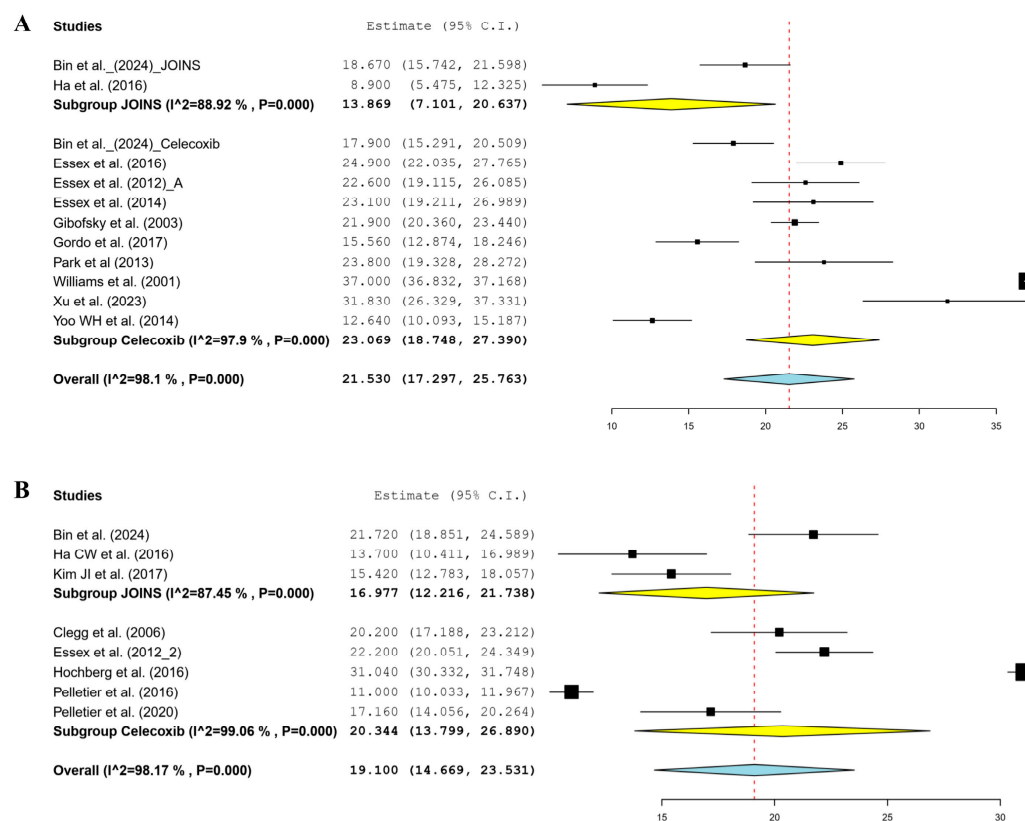 A
Studies Estimate (95% C.I.)
Bin et al._(2024)_JOINS 18.670 (15.742, 21.598)
Ha et al. (2016) 8.900 (5.475, 12.325)
Subgroup JOINS (I^2=88.92 % , P=0.000) 13.869 (7.101, 20.637)
Bin et al._(2024)_Celecoxib 17.900 (15.291, 20.509)
Essex et al. (2016) 24.900 (22.035, 27.765)
Essex et al. (2012)_A 22.600 (19.115, 26.085)
Essex et al. (2014) 23.100 (19.211, 26.989)
Gibofsky et al. (2003) 21.900 (20.360, 23.440)
Gordo et al. (2017) 15.560 (12.874, 18.246)
Park et al (2013) 23.800 (19.328, 28.272)
Williams et al. (2001) 37.000 (36.832, 37.168)
Xu et al. (2023) 31.830 (26.329, 37.331)
Yoo WH et al. (2014) 12.640 (10.093, 15.187)
Subgroup Celecoxib (I^2=97.9 % , P=0.000) 23.069 (18.748, 27.390)
Overall (I^2=98.1 % , P=0.000) 21.530 (17.297, 25.763)
10 15 20 25 30 35
B
Studies Estimate (95% C.I.)
Bin et al. (2024) 21.720 (18.851, 24.589)
Ha CW et al. (2016) 13.700 (10.411, 16.989)
Kim JI et al. (2017) 15.420 (12.783, 18.057)
Subgroup JOINS (I^2=87.45 % , P=0.000) 16.977 (12.216, 21.738)
Clegg et al. (2006) 20.200 (17.188, 23.212)
Essex et al. (2012_2) 22.200 (20.051, 24.349)
Hochberg et al. (2016) 31.040 (30.332, 31.748)
Pelletier et al. (2016) 11.000 (10.033, 11.967)
Pelletier et al. (2020) 17.160 (14.056, 20.264)
Subgroup Celecoxib (I^2=99.06 % , P=0.000) 20.344 (13.799, 26.890)
Overall (I^2=98.17 % , P=0.000) 19.100 (14.669, 23.531)
15 20 25 30